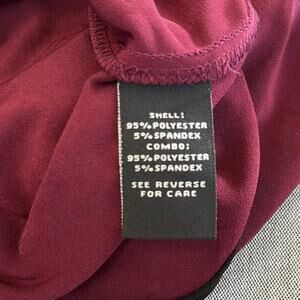 SHELL:
95%POLYESTER
5%SPANDEX
COMBO:
95%POLYESTER
5%SPANDEX
SEE REVERSE
FOR CARE